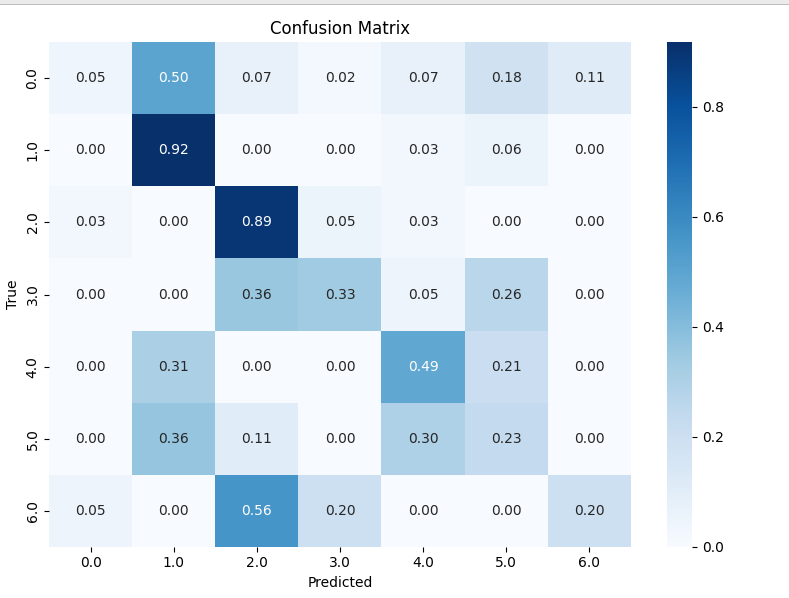 Confusion Matrix
0.0 0.05 0.50 0.07 0.02 0.07 0.18 0.11
1.0 0.00 0.92 0.00 0.00 0.03 0.06 0.00
2.0 0.03 0.00 0.89 0.05 0.03 0.00 0.00
3.0 0.00 0.00 0.36 0.33 0.05 0.26 0.00
4.0 0.00 0.31 0.00 0.00 0.49 0.21 0.00
5.0 0.00 0.36 0.11 0.00 0.30 0.23 0.00
6.0 0.05 0.00 0.56 0.20 0.00 0.00 0.20
0.0 1.0 2.0 3.0 4.0 5.0 6.0
Predicted
True
0.8
0.6
0.4
0.2
0.0